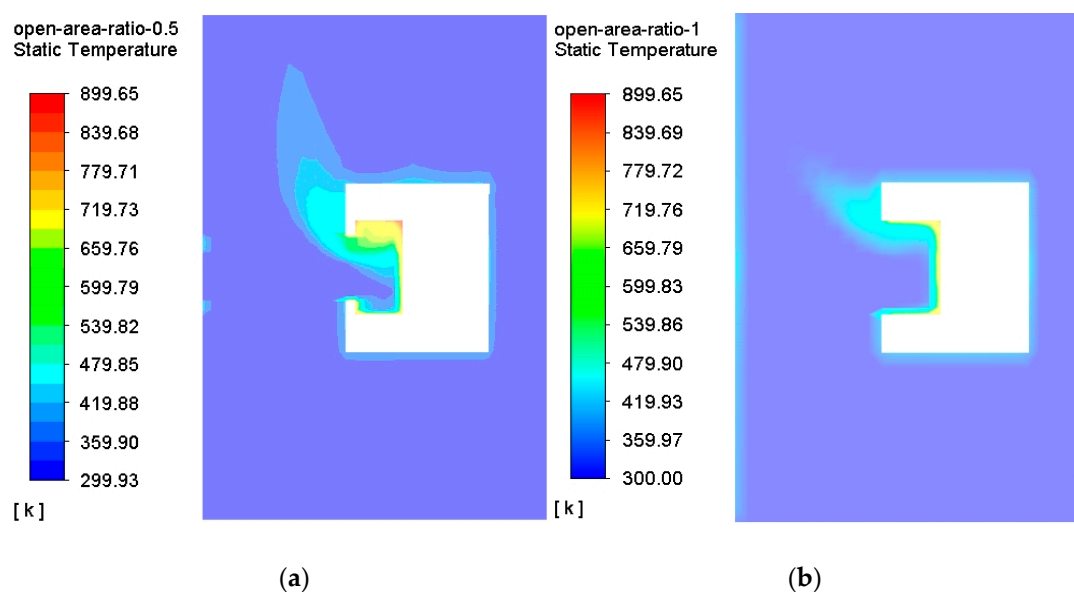 open-area-ratio-0.5
Static Temperature
899.65
839.68
779.71
719.73
659.76
599.79
539.82
479.85
419.88
359.90
299.93
[ k ]
(a)
open-area-ratio-1
Static Temperature
899.65
839.69
779.72
719.76
659.79
599.83
539.86
479.90
419.93
359.97
300.00
[ k ]
(b)